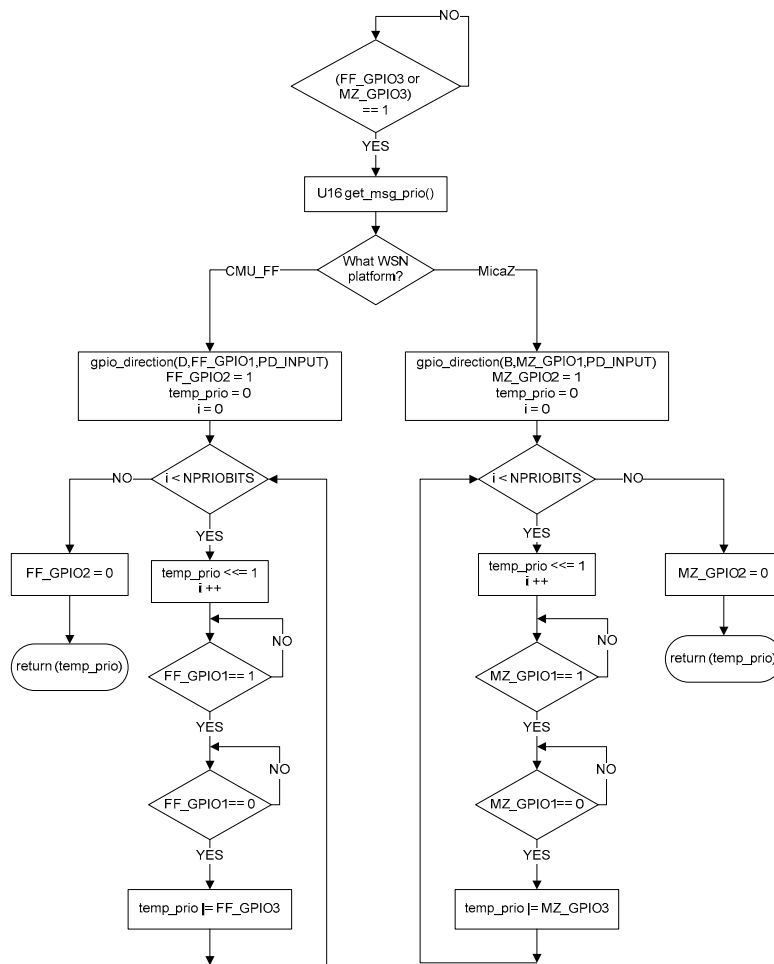 NO
(FF_GPIO3 or
MZ_GPIO3)
== 1
YES
U16 get_msg_prio()
What WSN
platform?
CMU_FF
MicaZ
gpio_direction(D,FF_GPIO1,PD_INPUT)
FF_GPIO2 = 1
temp_prio = 0
i = 0
gpio_direction(B,MZ_GPIO1,PD_INPUT)
MZ_GPIO2 = 1
temp_prio = 0
i = 0
NO
i < NPRIOBITS
i < NPRIOBITS
NO
YES
YES
FF_GPIO2 = 0
temp_prio <<= 1
i ++
temp_prio <<= 1
i ++
MZ_GPIO2 = 0
NO
NO
return (temp_prio)
FF_GPIO1== 1
MZ_GPIO1== 1
return (temp_prio)
YES
YES
NO
NO
FF_GPIO1== 0
MZ_GPIO1== 0
YES
YES
temp_prio |= FF_GPIO3
temp_prio |= MZ_GPIO3